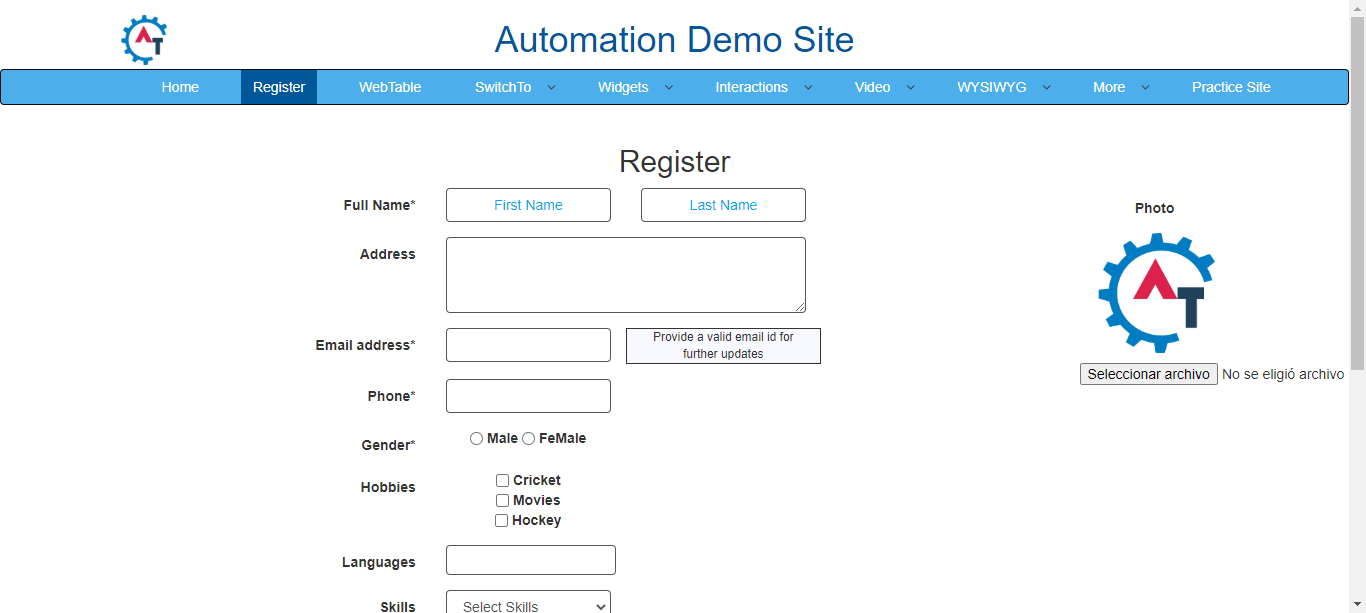 AT
Automation Demo Site
Home Register WebTable SwitchTo Widgets Interactions Video WYSIWYG More Practice Site
Register
Full Name* First Name Last Name
Photo
Address
AT
Email address* Provide a valid email id for
further updates
Seleccionar archivo No se eligió archivo
Phone*
Gender* Male FeMale
Hobbies Cricket
Movies
Hockey
Languages
Skills Select Skills